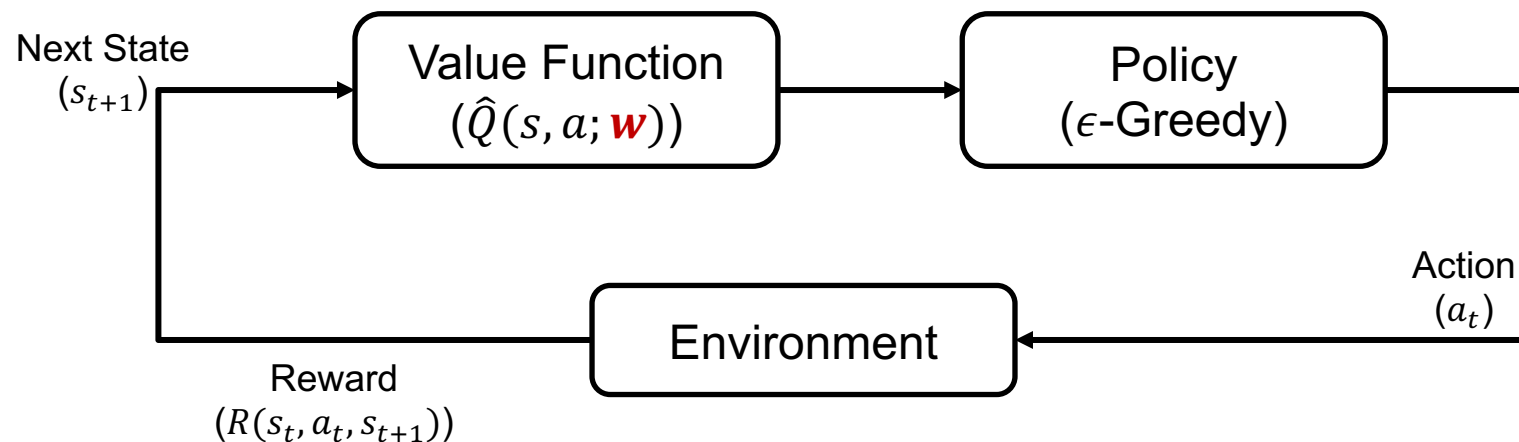 Next State
(s_{t+1})
Value Function
(Q̂(s, a; w))
Policy
(ϵ-Greedy)
Action
(a_t)
Environment
Reward
(R(s_t, a_t, s_{t+1}))